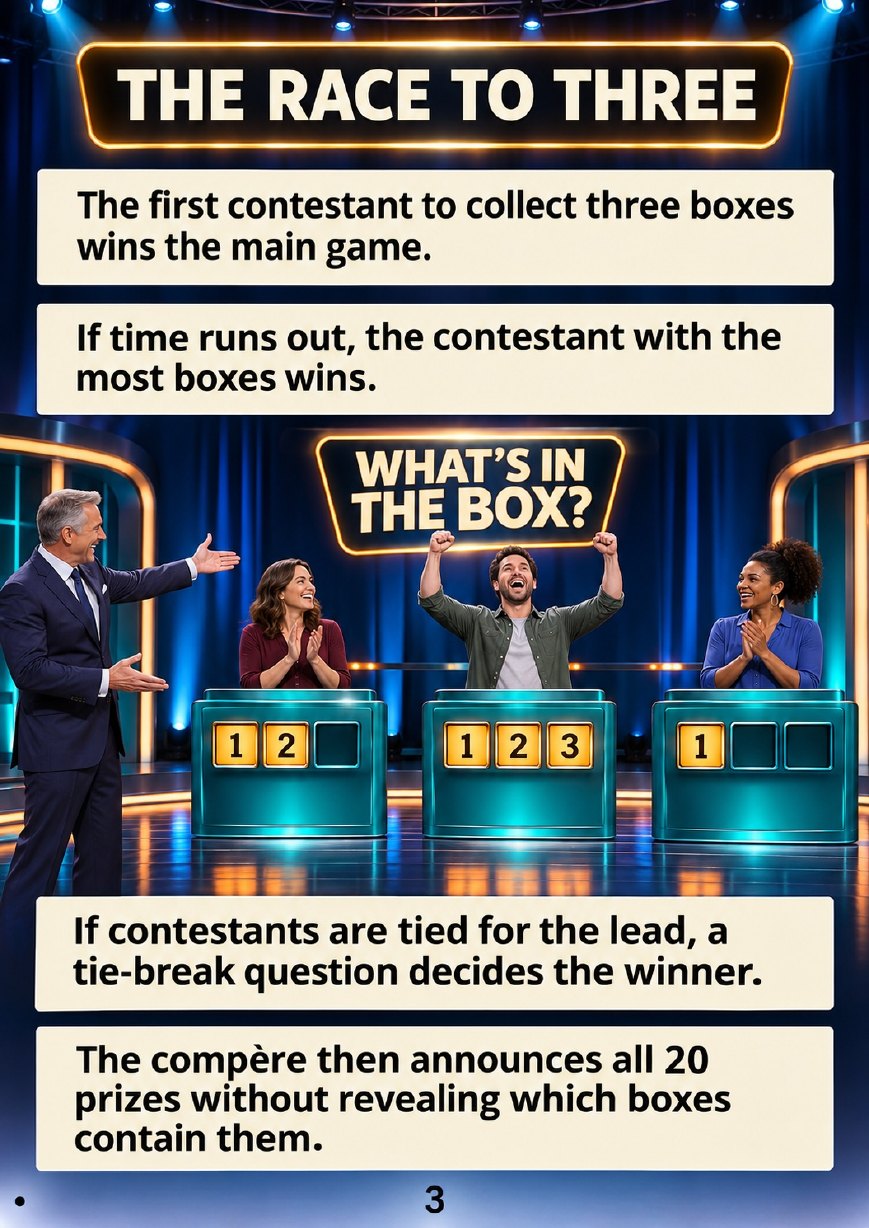 THE RACE TO THREE
The first contestant to collect three boxes
wins the main game.
If time runs out, the contestant with the
most boxes wins.
WHAT'S IN
THE BOX?
1 2
1 2 3
1
If contestants are tied for the lead, a
tie-break question decides the winner.
The compère then announces all 20
prizes without revealing which boxes
contain them.
3